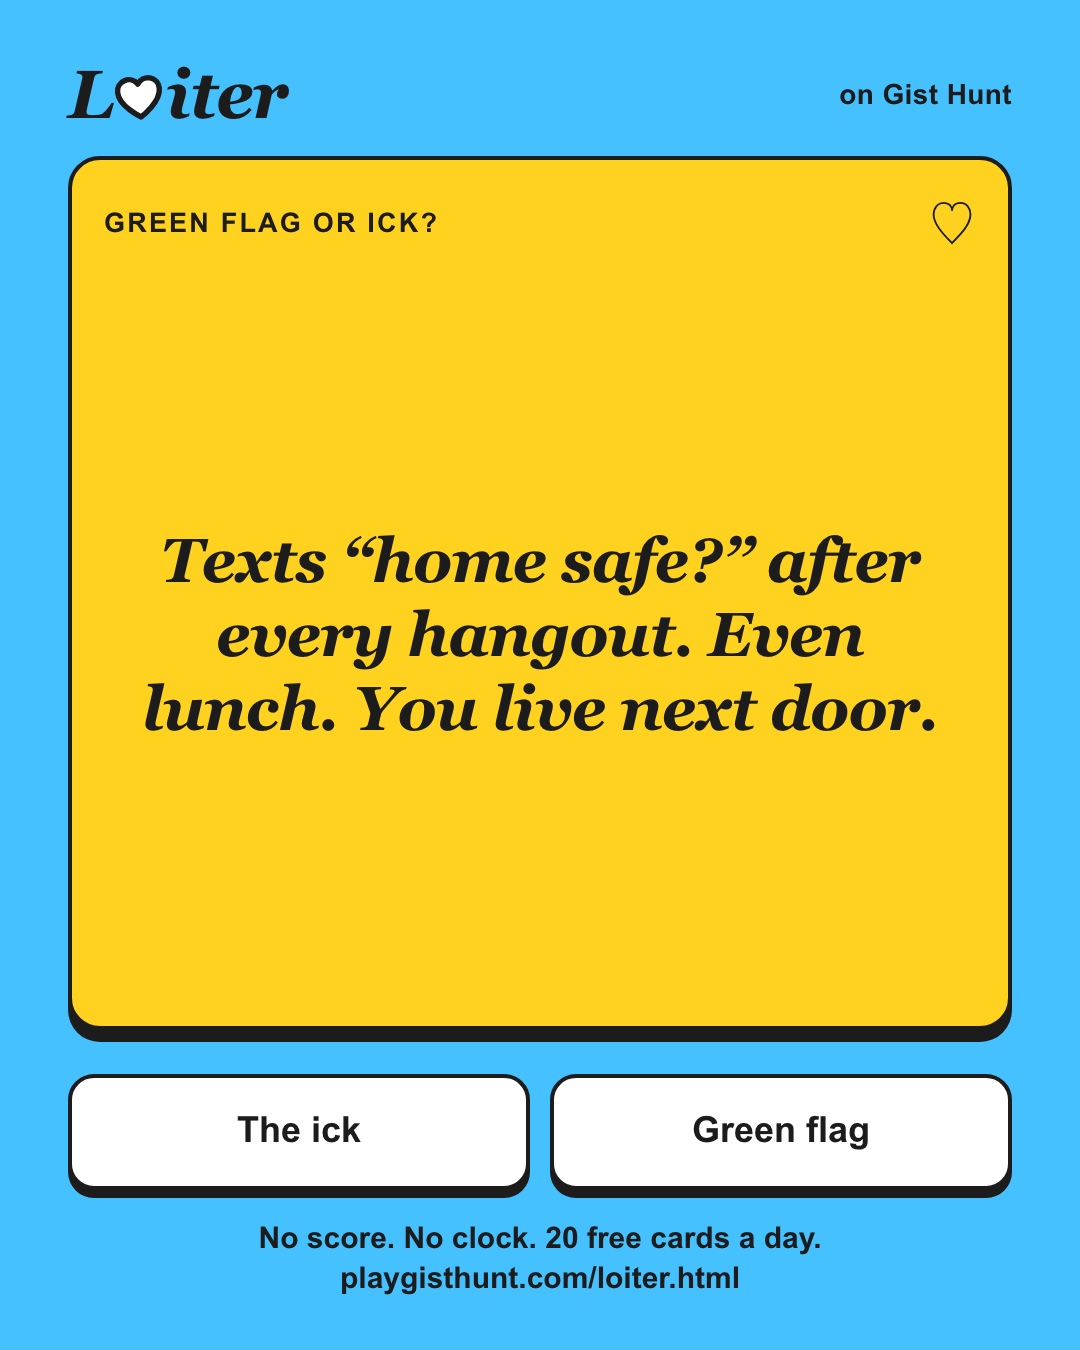 Loiter
on Gist Hunt
GREEN FLAG OR ICK?
Texts “home safe?” after
every hangout. Even
lunch. You live next door.
The ick
Green flag
No score. No clock. 20 free cards a day.
playgisthunt.com/loiter.html